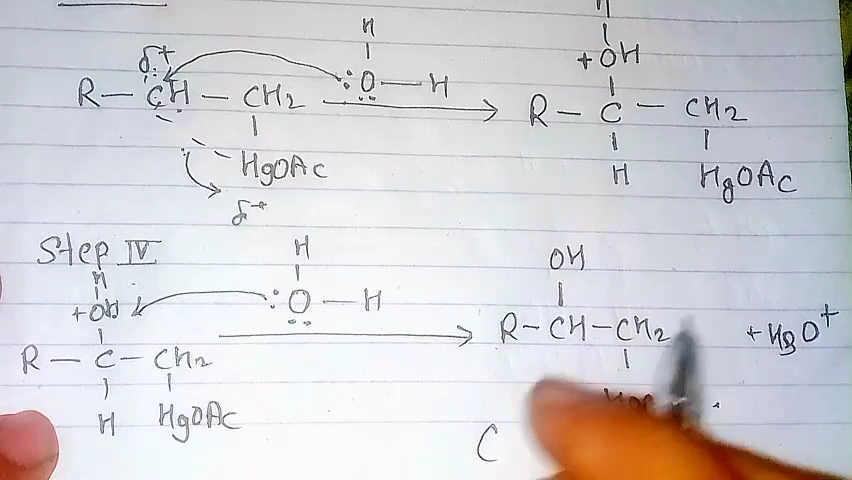 H
δ+ H +OH
R — CH — CH2 :O — H R — C — CH2
HgOAc H HgOAc
δ+
Step IV
H H OH
+OH :O — H
R — C — CH2 R — CH — CH2 + H3O+
H HgOAc
C